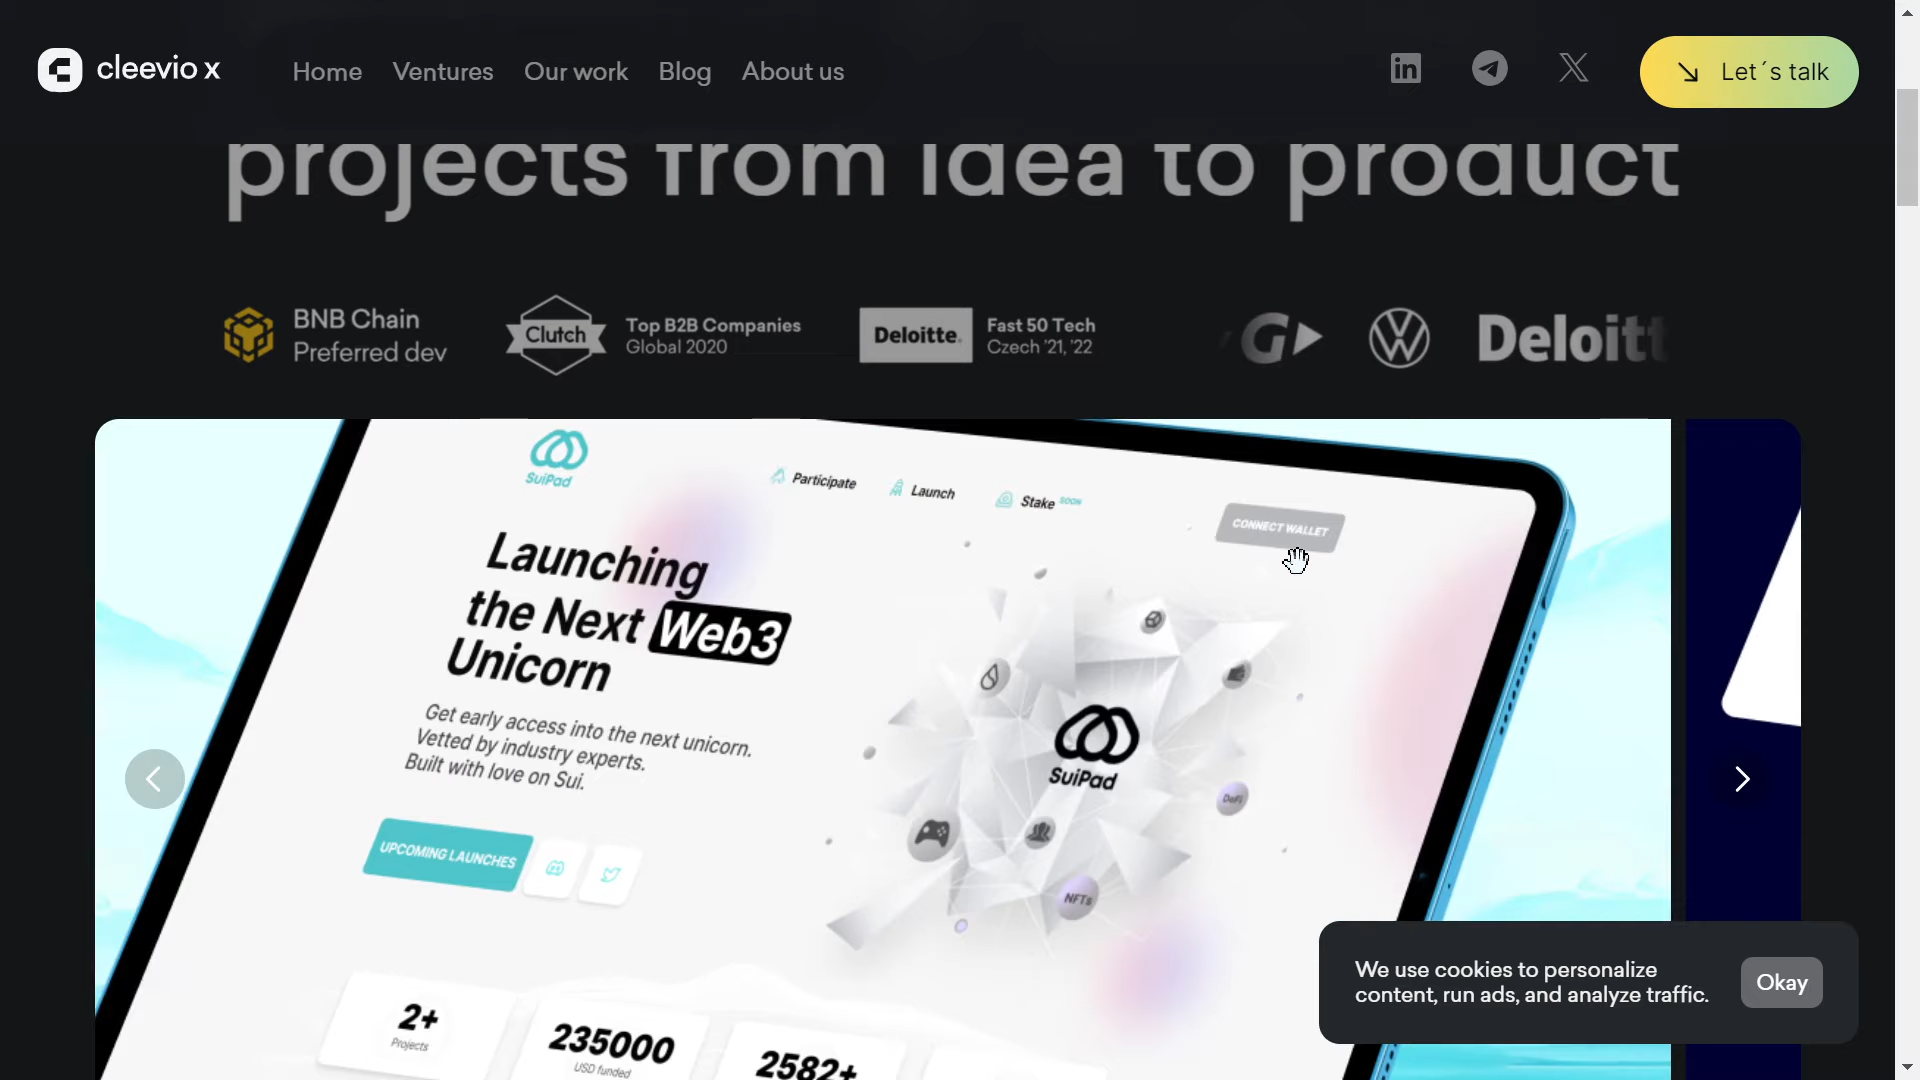 cleevio x
Home
Ventures
Our work
Blog
About us
Let´s talk
projects from idea to product
BNB Chain
Preferred dev
Clutch
Top B2B Companies
Global 2020
Deloitte.
Fast 50 Tech
Czech '21, '22
G
Deloitt
SuiPad
Participate
Launch
Stake SOON
CONNECT WALLET
Launching
the Next Web3
Unicorn
Get early access into the next unicorn.
Vetted by industry experts.
Built with love on Sui.
SuiPad
DeFi
UPCOMING LAUNCHES
NFTs
2+
Projects
235000
USD funded
2582+
We use cookies to personalize
content, run ads, and analyze traffic.
Okay